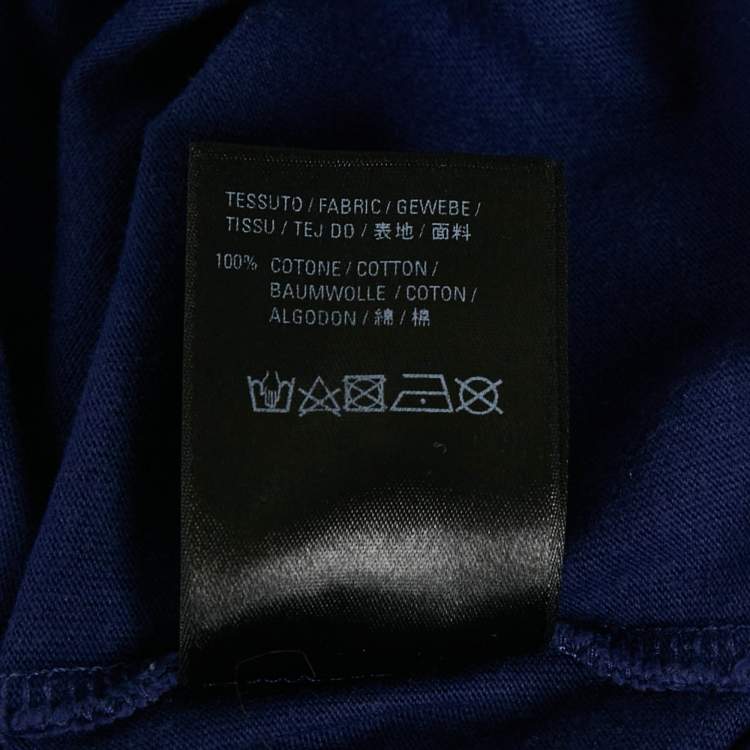 TESSUTO / FABRIC / GEWEBE /
TISSU / TEJ DO / 表地 / 面料
100% COTONE / COTTON /
BAUMWOLLE / COTON /
ALGODON / 綿 / 棉